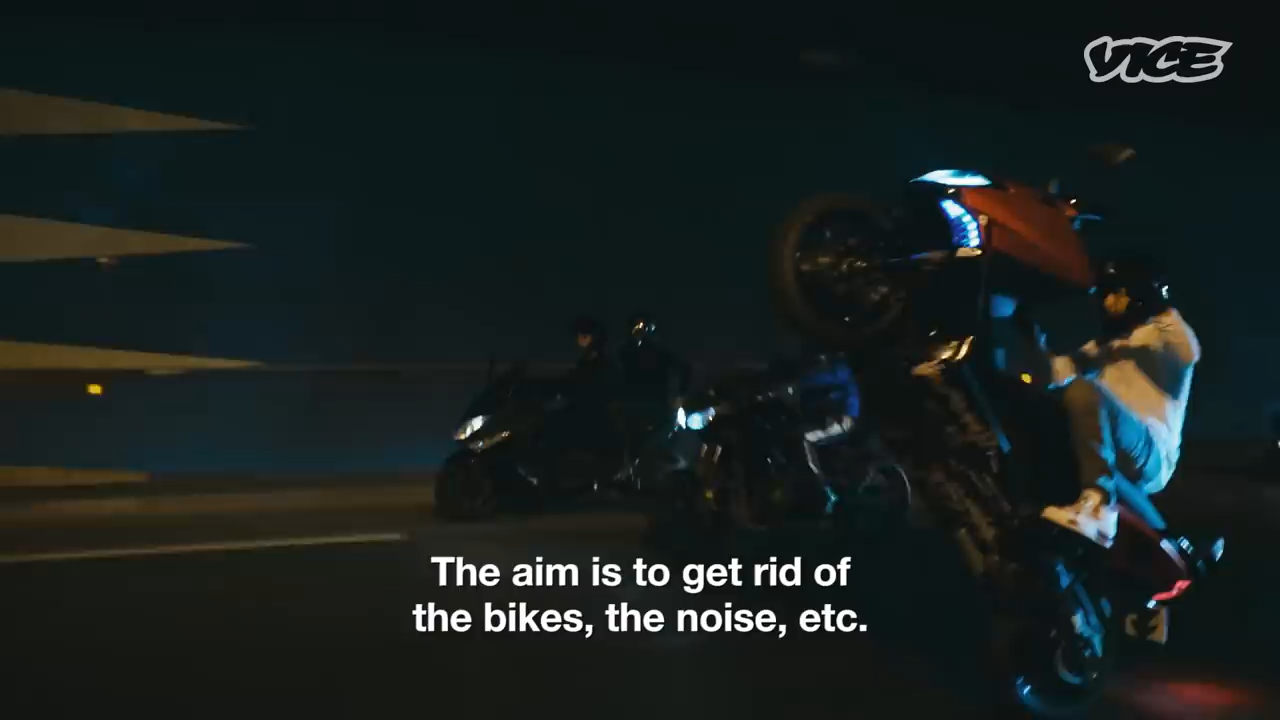 VICE
The aim is to get rid of
the bikes, the noise, etc.